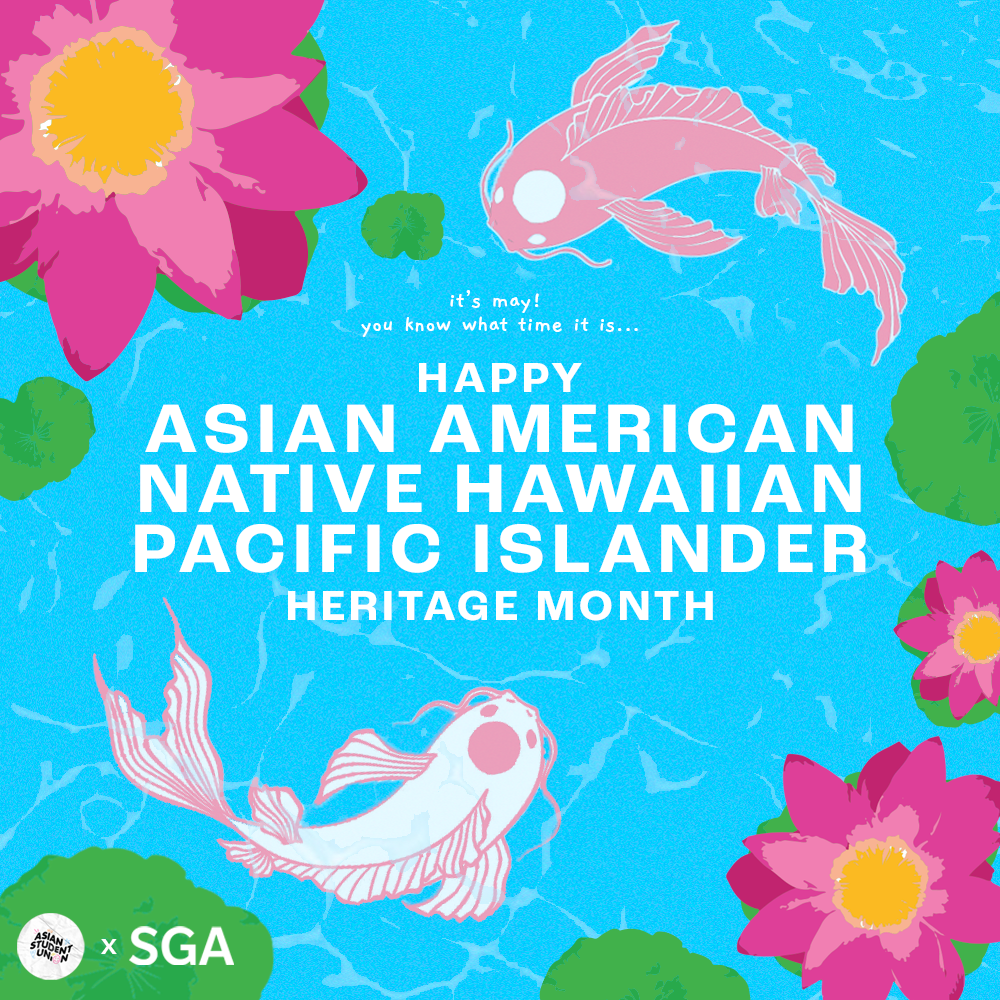 it's may!
you know what time it is...
HAPPY
ASIAN AMERICAN
NATIVE HAWAIIAN
PACIFIC ISLANDER
HERITAGE MONTH
ASIAN
STUDENT
UNION
x SGA